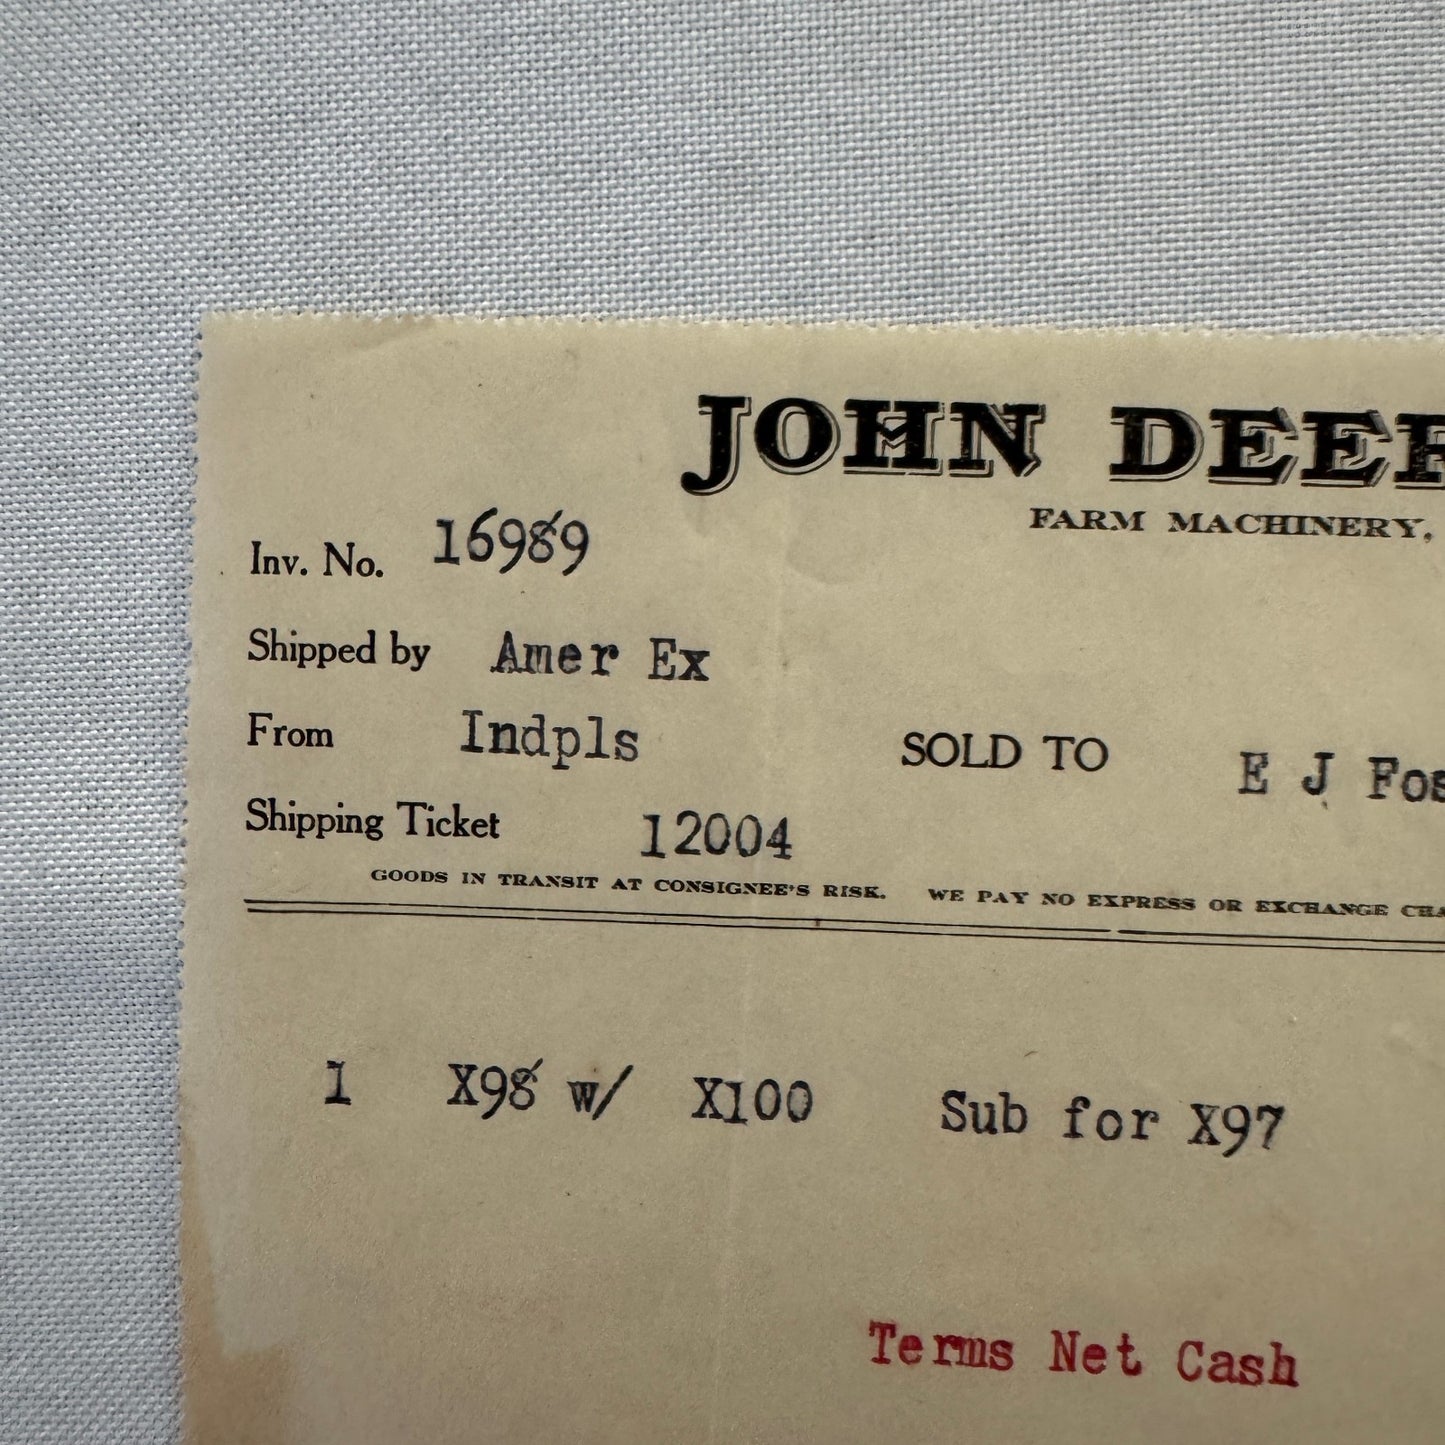 JOHN DEER
FARM MACHINERY,
Inv. No. 16989
Shipped by Amer Ex
From Indpls
SOLD TO E J Fos
Shipping Ticket 12004
GOODS IN TRANSIT AT CONSIGNEE'S RISK. WE PAY NO EXPRESS OR EXCHANGE CHA
1 X98 w/ X100 Sub for X97
Terms Net Cash